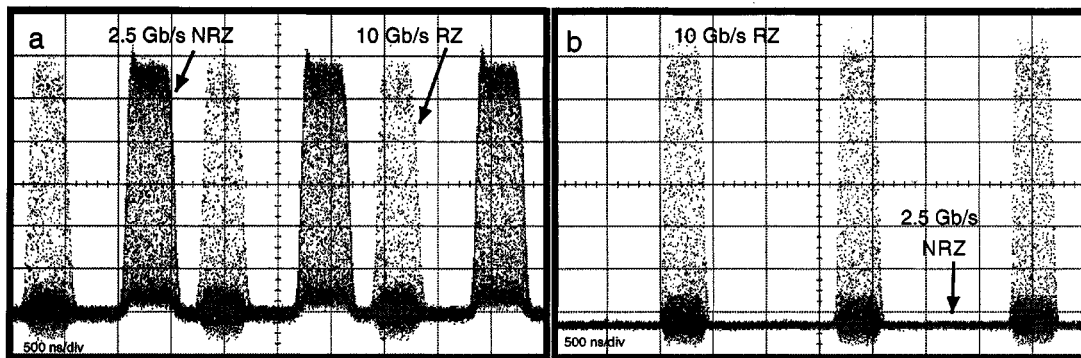 a
2.5 Gb/s NRZ
10 Gb/s RZ
500 ns/div
b
10 Gb/s RZ
2.5 Gb/s
NRZ
500 ns/div